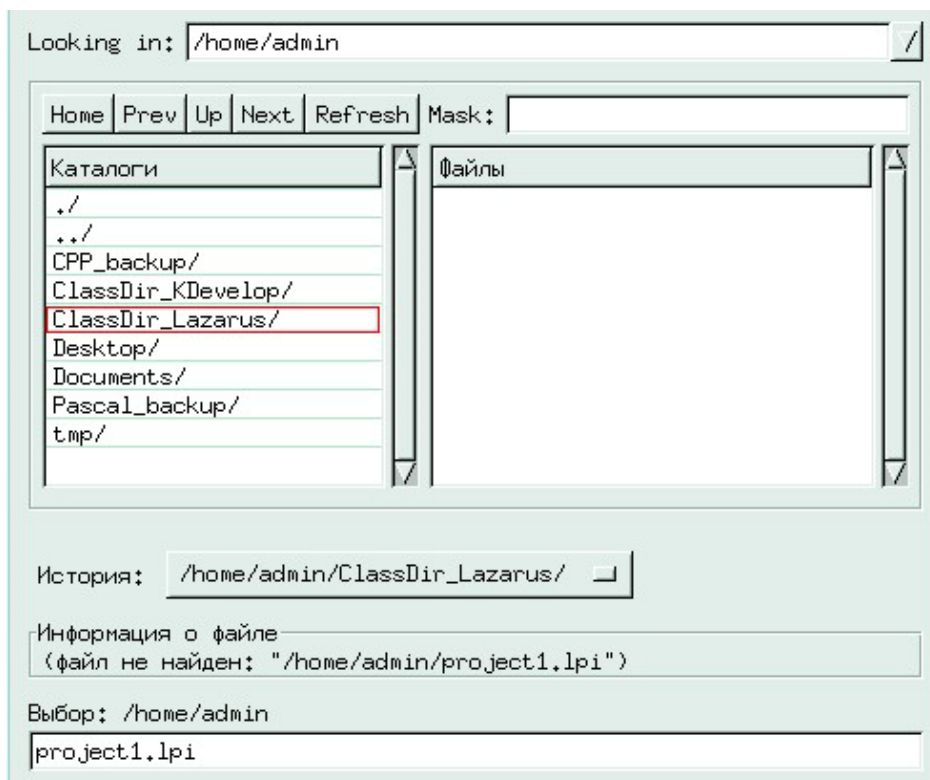 Looking in: /home/admin
Home Prev Up Next Refresh Mask:
Каталоги Файлы
./
../
CPP_backup/
ClassDir_KDevelop/
ClassDir_Lazarus/
Desktop/
Documents/
Pascal_backup/
tmp/
История: /home/admin/ClassDir_Lazarus/
Информация о файле
(файл не найден: "/home/admin/project1.lpi")
Выбор: /home/admin
project1.lpi